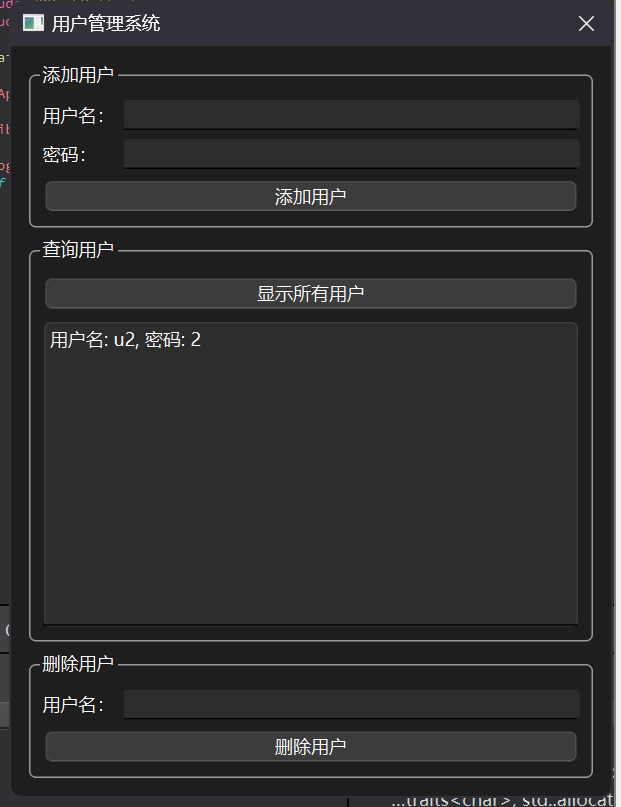 用户管理系统
添加用户
用户名：
密码：
添加用户
查询用户
显示所有用户
用户名: u2, 密码: 2
删除用户
用户名：
删除用户
...traits<char>, std..allocat